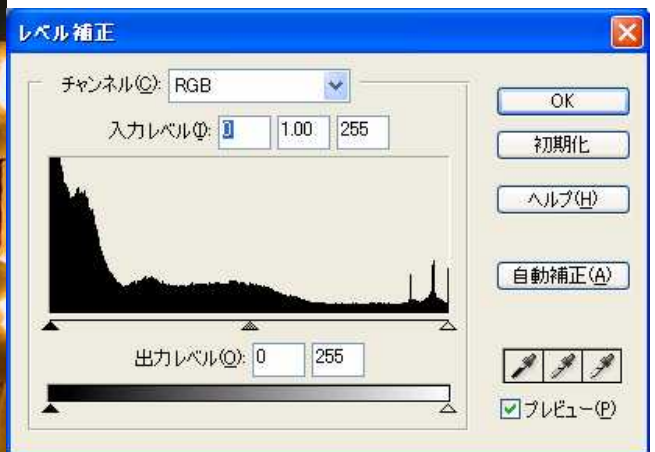 レベル補正
チャンネル(C): RGB
入力レベル(I): 0 1.00 255
出力レベル(O): 0 255
OK
初期化
ヘルプ(H)
自動補正(A)
プレビュー(P)